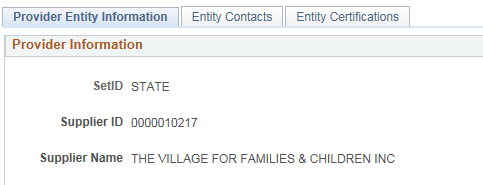 Provider Entity Information Entity Contacts Entity Certifications
Provider Information
SetID STATE
Supplier ID 0000010217
Supplier Name THE VILLAGE FOR FAMILIES & CHILDREN INC